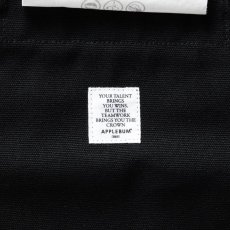 YOUR TALENT
BRINGS
YOU WINS.
BUT THE
TEAMWORK
BRINGS YOU THE
CROWN
APPLEBUM